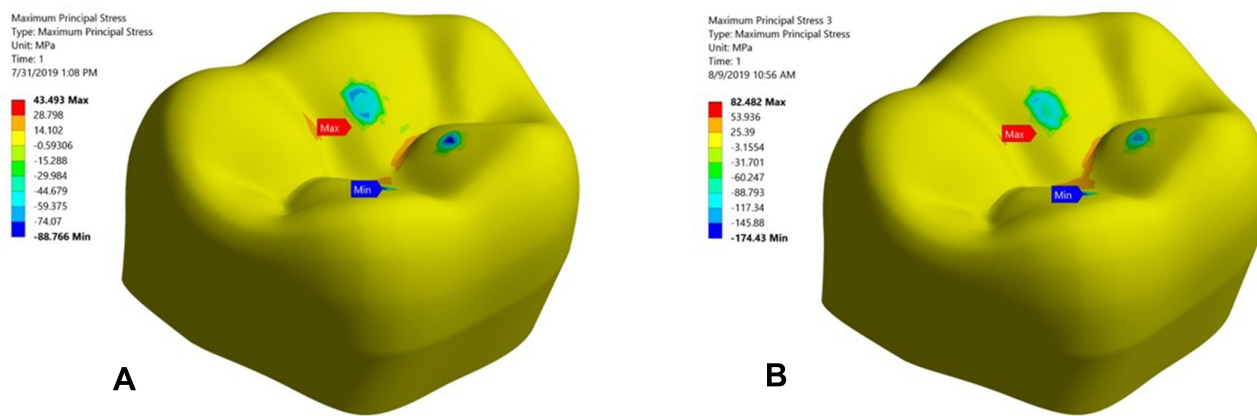 Maximum Principal Stress
Type: Maximum Principal Stress
Unit: MPa
Time: 1
7/31/2019 1:08 PM
43.493 Max
28.798
14.102
-0.59306
-15.288
-29.984
-44.679
-59.375
-74.07
-88.766 Min
Max
Min
A
Maximum Principal Stress 3
Type: Maximum Principal Stress
Unit: MPa
Time: 1
8/9/2019 10:56 AM
82.482 Max
53.936
25.39
-3.1554
-31.701
-60.247
-88.793
-117.34
-145.88
-174.43 Min
Max
Min
B